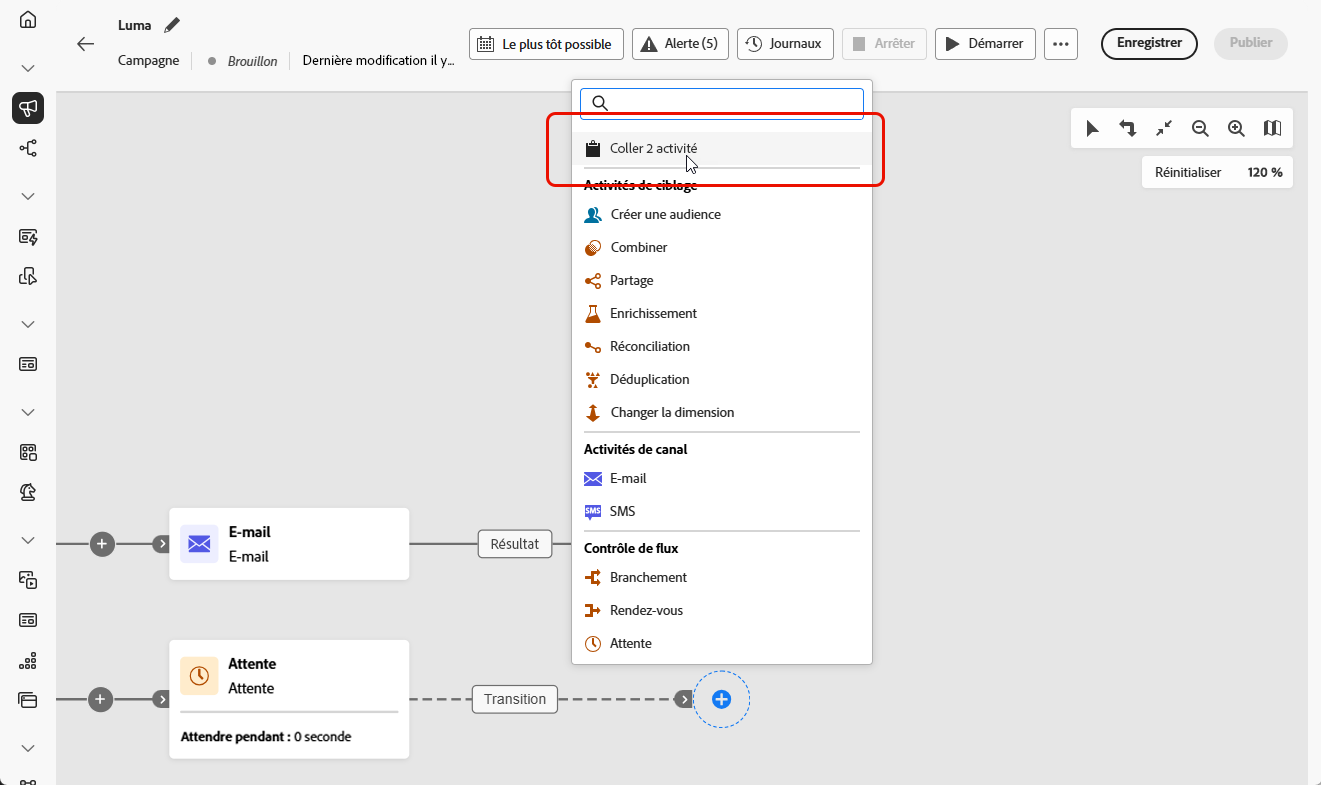 Luma
Campagne
Brouillon
Dernière modification il y...
Le plus tôt possible
Alerte (5)
Journaux
Arrêter
Démarrer
Enregistrer
Publier
Réinitialiser
120 %
Coller 2 activité
Activités de ciblage
Créer une audience
Combiner
Partage
Enrichissement
Réconciliation
Déduplication
Changer la dimension
Activités de canal
E-mail
SMS
SMS
Contrôle de flux
Branchement
Rendez-vous
Attente
E-mail
E-mail
Résultat
Attente
Attente
Attendre pendant : 0 seconde
Transition